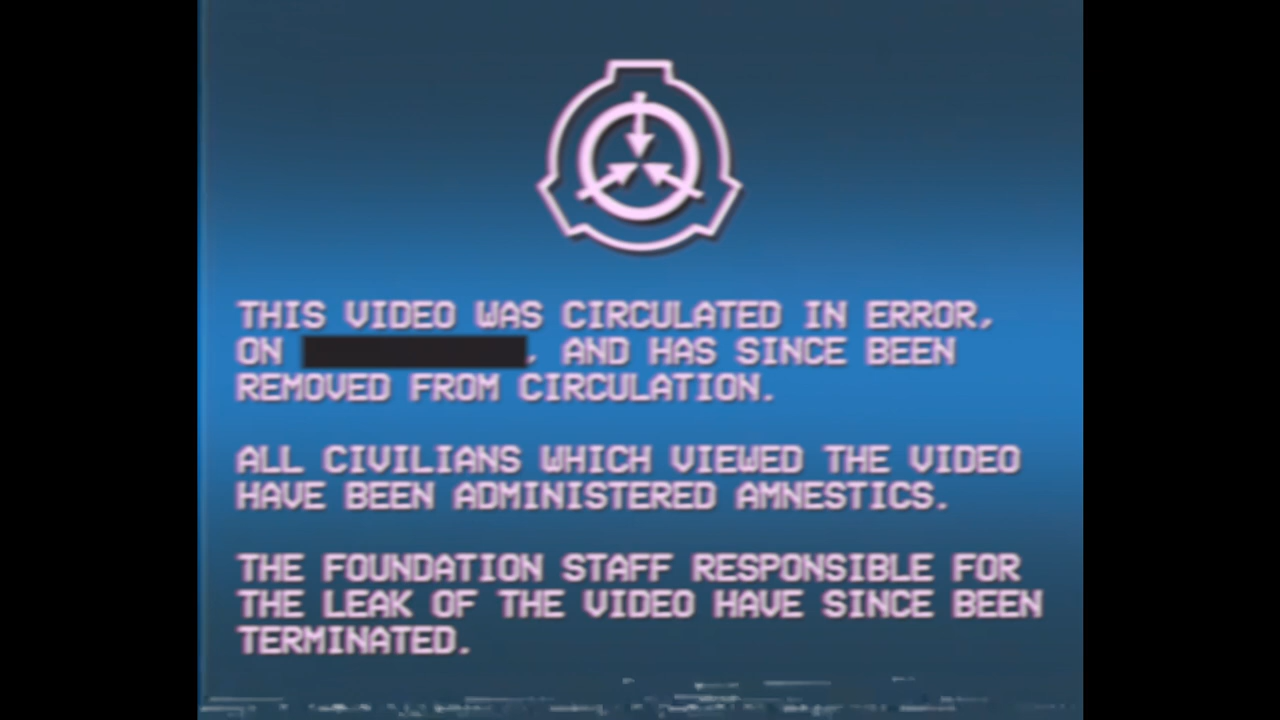 THIS VIDEO WAS CIRCULATED IN ERROR,
ON , AND HAS SINCE BEEN
REMOVED FROM CIRCULATION.
ALL CIVILIANS WHICH VIEWED THE VIDEO
HAVE BEEN ADMINISTERED AMNESTICS.
THE FOUNDATION STAFF RESPONSIBLE FOR
THE LEAK OF THE VIDEO HAVE SINCE BEEN
TERMINATED.